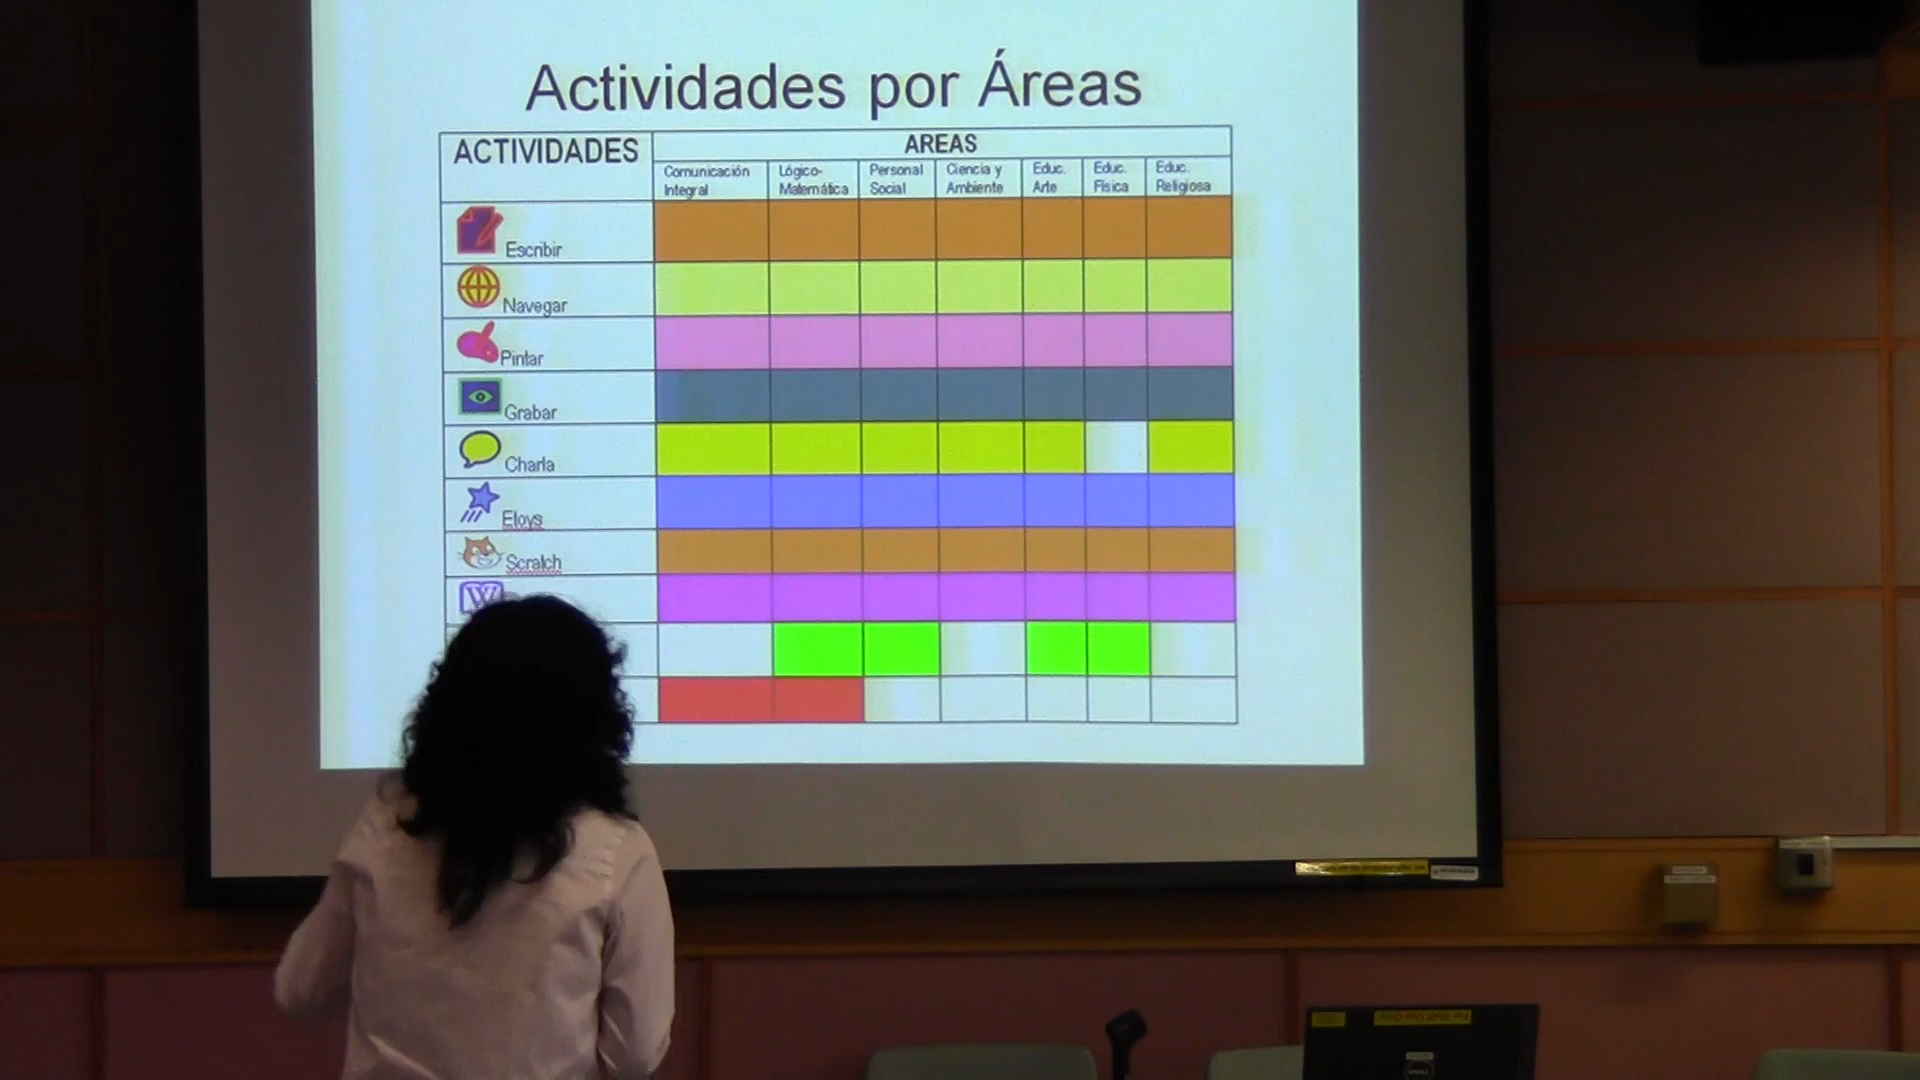 Actividades por Áreas
ACTIVIDADES
AREAS
Comunicación Integral
Lógico-Matemática
Personal Social
Ciencia y Ambiente
Educ. Arte
Educ. Física
Educ. Religiosa
Escribir
Navegar
Pintar
Grabar
Charla
Etoys
Scratch
W
DELL